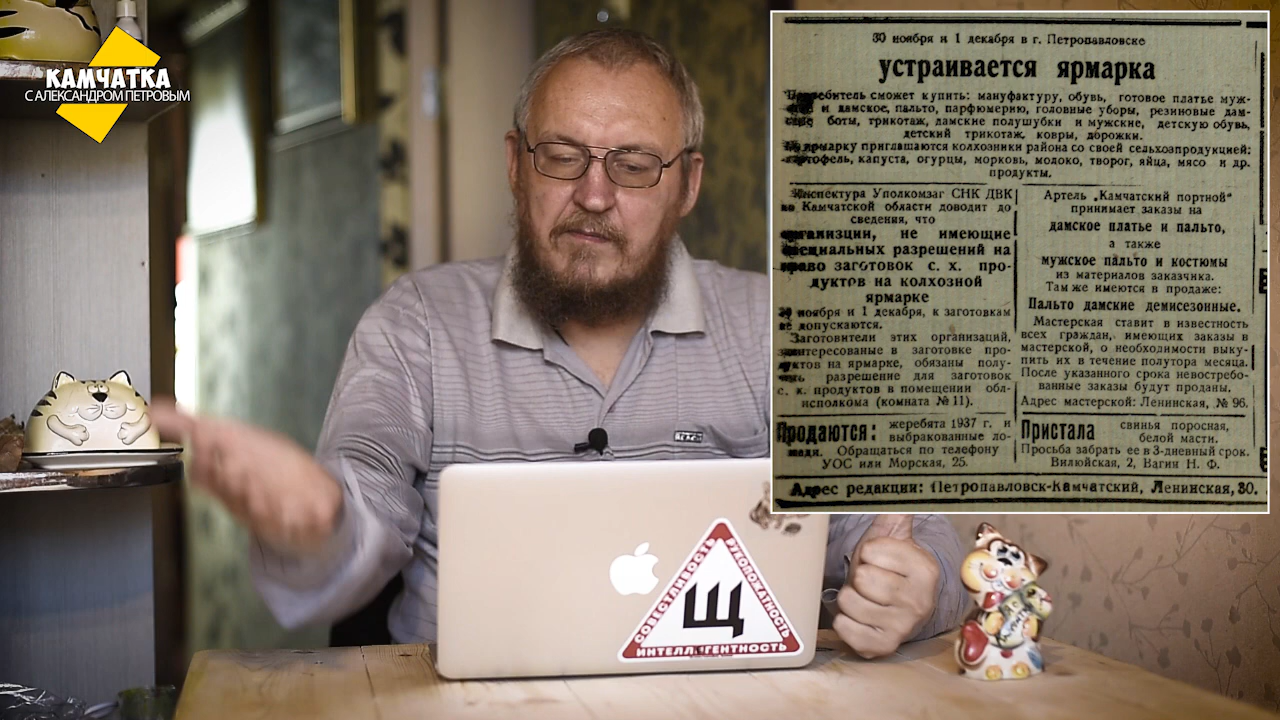 КАМЧАТКА
С АЛЕКСАНДРОМ ПЕТРОВЫМ
30 ноября и 1 декабря в г. Петропавловске
устраивается ярмарка
Потребитель сможет купить: мануфактуру, обувь, готовое платье муж-
ское и дамское, пальто, парфюмерию, головные уборы, резиновые дам-
ские боты, трикотаж, дамские полушубки и мужские, детскую обувь,
детский трикотаж, ковры, дорожки.
На ярмарку приглашаются колхозники района со своей сельхозпродукцией:
картофель, капуста, огурцы, морковь, молоко, творог, яйца, мясо и др.
продукты.
Инспектура Уполкомзаг СНК ДВК
по Камчатской области доводит до
сведения, что
организации, не имеющие
специальных разрешений на
право заготовок с. х. про-
дуктов на колхозной
ярмарке
30 ноября и 1 декабря, к заготовкам
не допускаются.
Заготовители этих организаций,
заинтересованые в заготовке про-
дуктов на ярмарке, обязаны полу-
чить разрешение для заготовок
с. х. продуктов в помещении обл-
исполкома (комната № 11).
Артель „Камчатский портной“
принимает заказы на
дамское платье и пальто,
а также
мужское пальто и костюмы
из материалов заказчика.
Там же имеются в продаже:
Пальто дамские демисезонные.
Мастерская ставит в известность
всех граждан, имеющих заказы в
мастерской, о необходимости выку-
пить их в течение полутора месяца.
После указанного срока невостребо-
ванные заказы будут проданы.
Адрес мастерской: Ленинская, № 96.
Продаются: жеребята 1937 г. и
выбракованные ло-
шади. Обращаться по телефону
УОС или Морская, 25.
Пристала свинья поросная,
белой масти.
Просьба забрать ее в 3-дневный срок.
Вилюйская, 2, Вагин Н. Ф.
Адрес редакции: Петропавловск-Камчатский, Ленинская, 30.
СОВЕСТЛИВОСТЬ
РУКОПОЖАТНОСТЬ
Щ
ИНТЕЛЛИГЕНТНОСТЬ